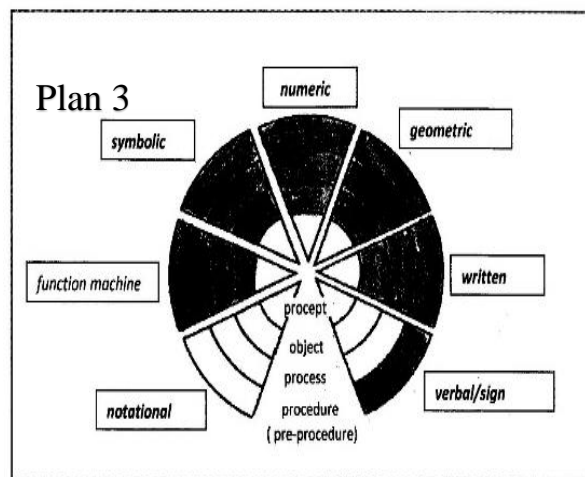 Plan 3
numeric
symbolic
geometric
function machine
written
procept
object
process
procedure
( pre-procedure)
notational
verbal/sign